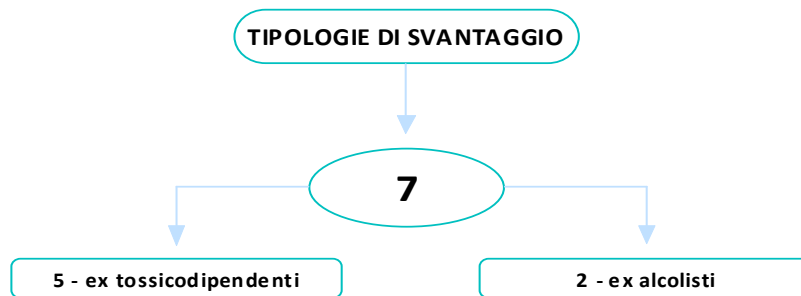 TIPOLOGIE DI SVANTAGGIO
7
5 - ex tossicodipendenti
2 - ex alcolisti